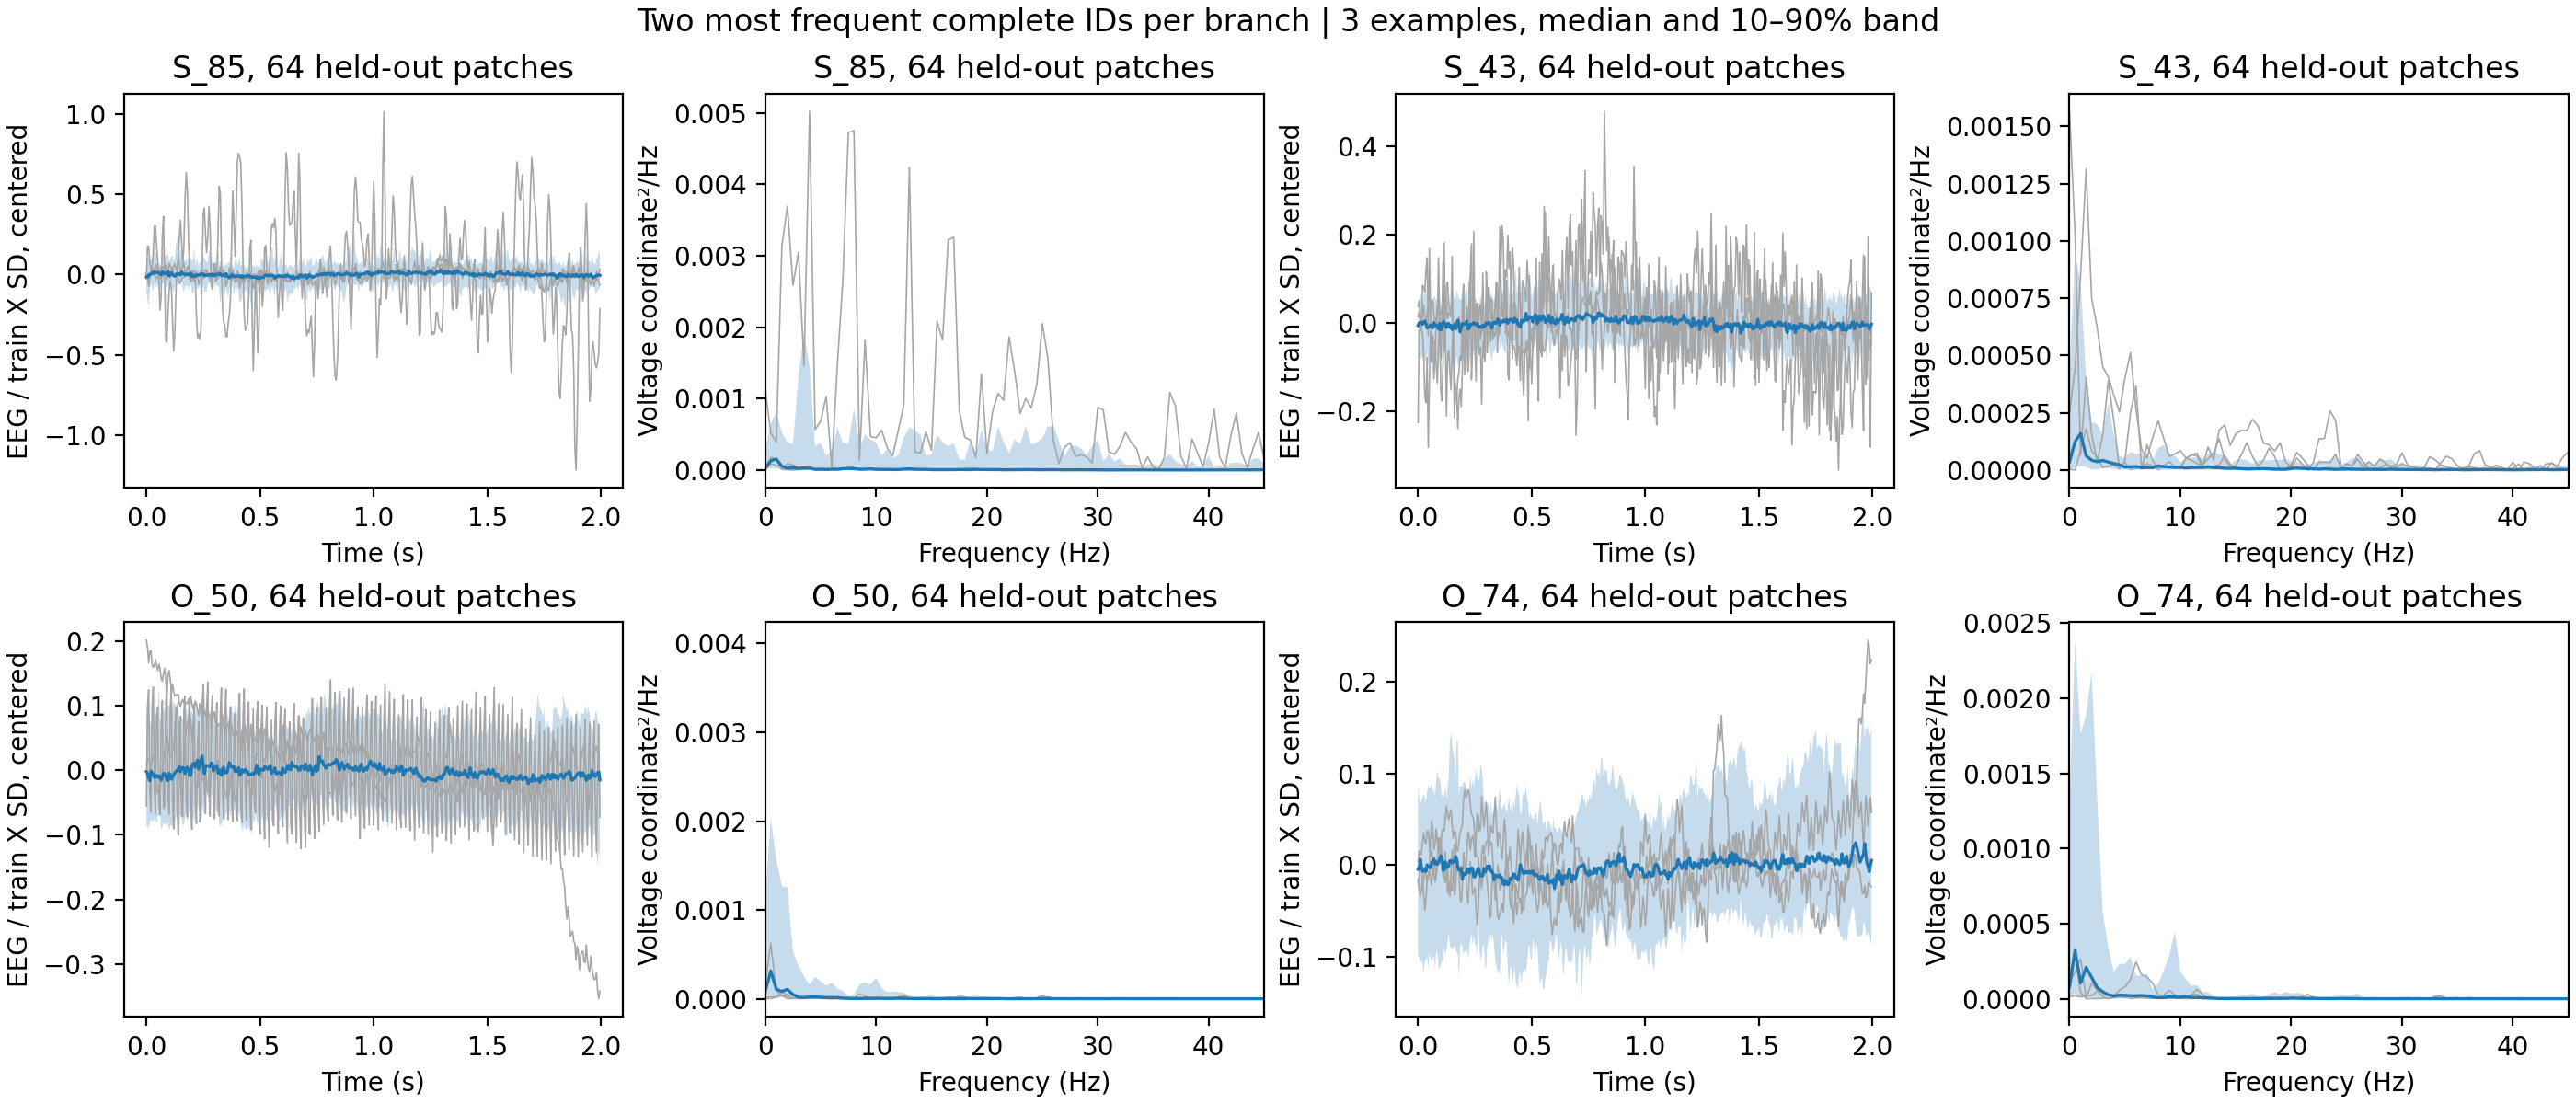 Two most frequent complete IDs per branch | 3 examples, median and 10–90% band
S_85, 64 held-out patches
EEG / train X SD, centered
1.0
0.5
0.0
−0.5
−1.0
0.0 0.5 1.0 1.5 2.0
Time (s)
S_85, 64 held-out patches
Voltage coordinate²/Hz
0.005
0.004
0.003
0.002
0.001
0.000
0 10 20 30 40
Frequency (Hz)
S_43, 64 held-out patches
EEG / train X SD, centered
0.4
0.2
0.0
−0.2
0.0 0.5 1.0 1.5 2.0
Time (s)
S_43, 64 held-out patches
Voltage coordinate²/Hz
0.00150
0.00125
0.00100
0.00075
0.00050
0.00025
0.00000
0 10 20 30 40
Frequency (Hz)
O_50, 64 held-out patches
EEG / train X SD, centered
0.2
0.1
0.0
−0.1
−0.2
−0.3
0.0 0.5 1.0 1.5 2.0
Time (s)
O_50, 64 held-out patches
Voltage coordinate²/Hz
0.004
0.003
0.002
0.001
0.000
0 10 20 30 40
Frequency (Hz)
O_74, 64 held-out patches
EEG / train X SD, centered
0.2
0.1
0.0
−0.1
0.0 0.5 1.0 1.5 2.0
Time (s)
O_74, 64 held-out patches
Voltage coordinate²/Hz
0.0025
0.0020
0.0015
0.0010
0.0005
0.0000
0 10 20 30 40
Frequency (Hz)